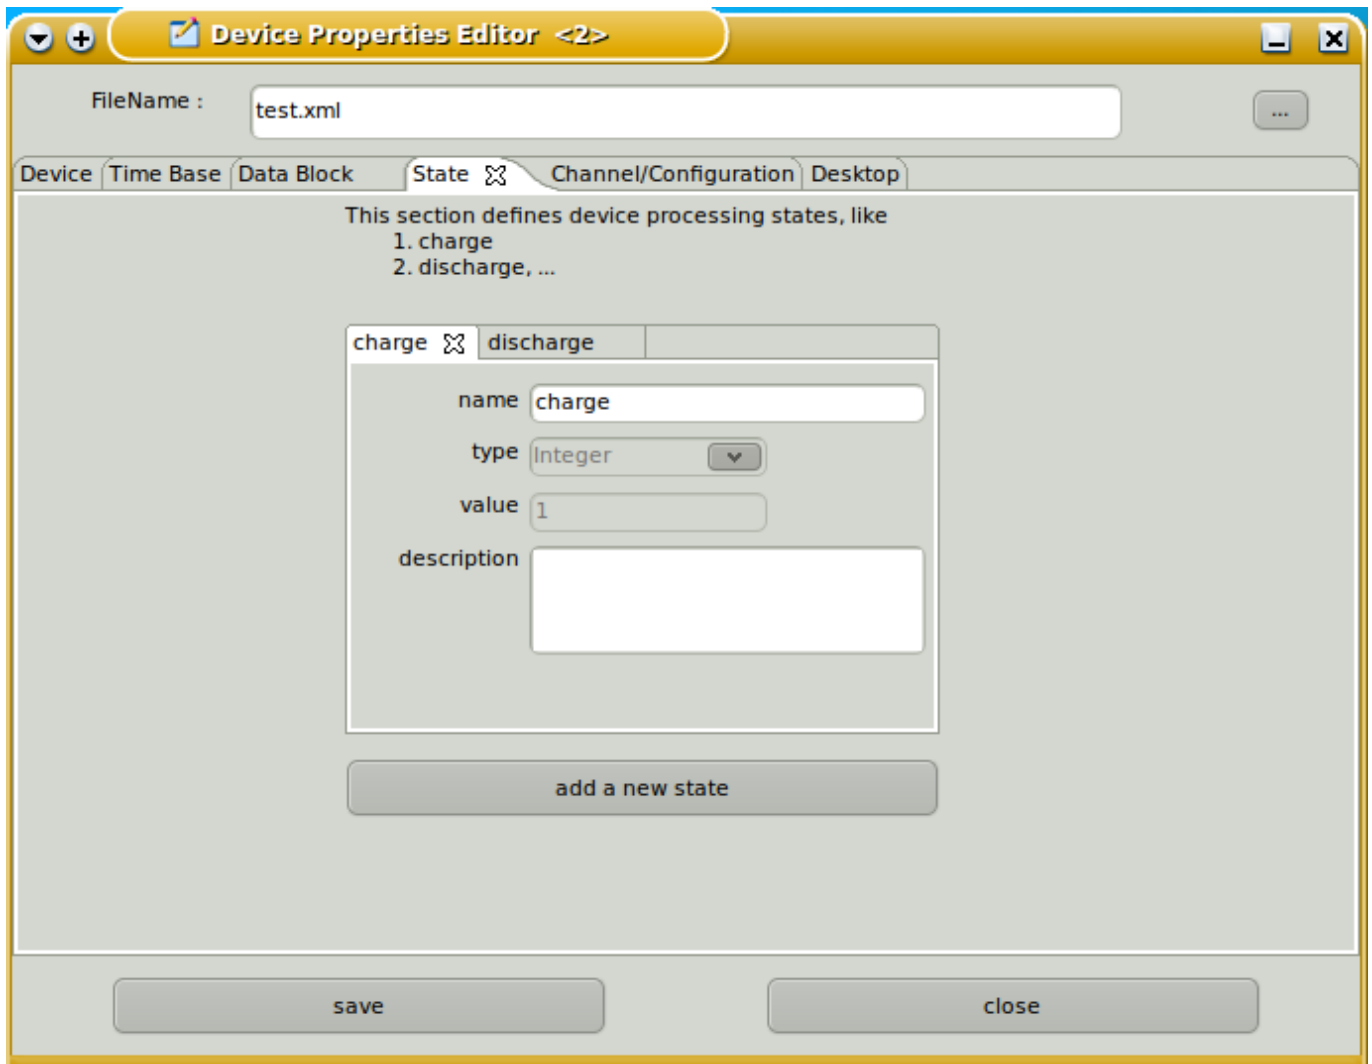 Device Properties Editor <2>
FileName :
test.xml
...
Device Time Base Data Block State Channel/Configuration Desktop
This section defines device processing states, like
1. charge
2. discharge, ...
charge discharge
name charge
type Integer
value 1
description
add a new state
save close